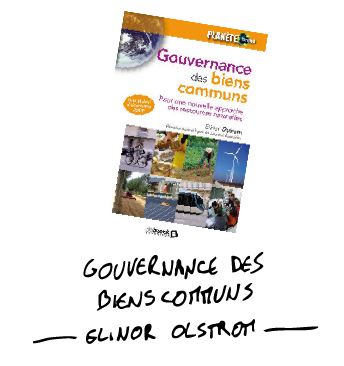 PLANÈTE
Gouvernance
des biens
communs
Pour une nouvelle approche
des ressources naturelles
Elinor Ostrom
GOUVERNANCE DES
BIENS COMMUNS
ELINOR OLSTROM